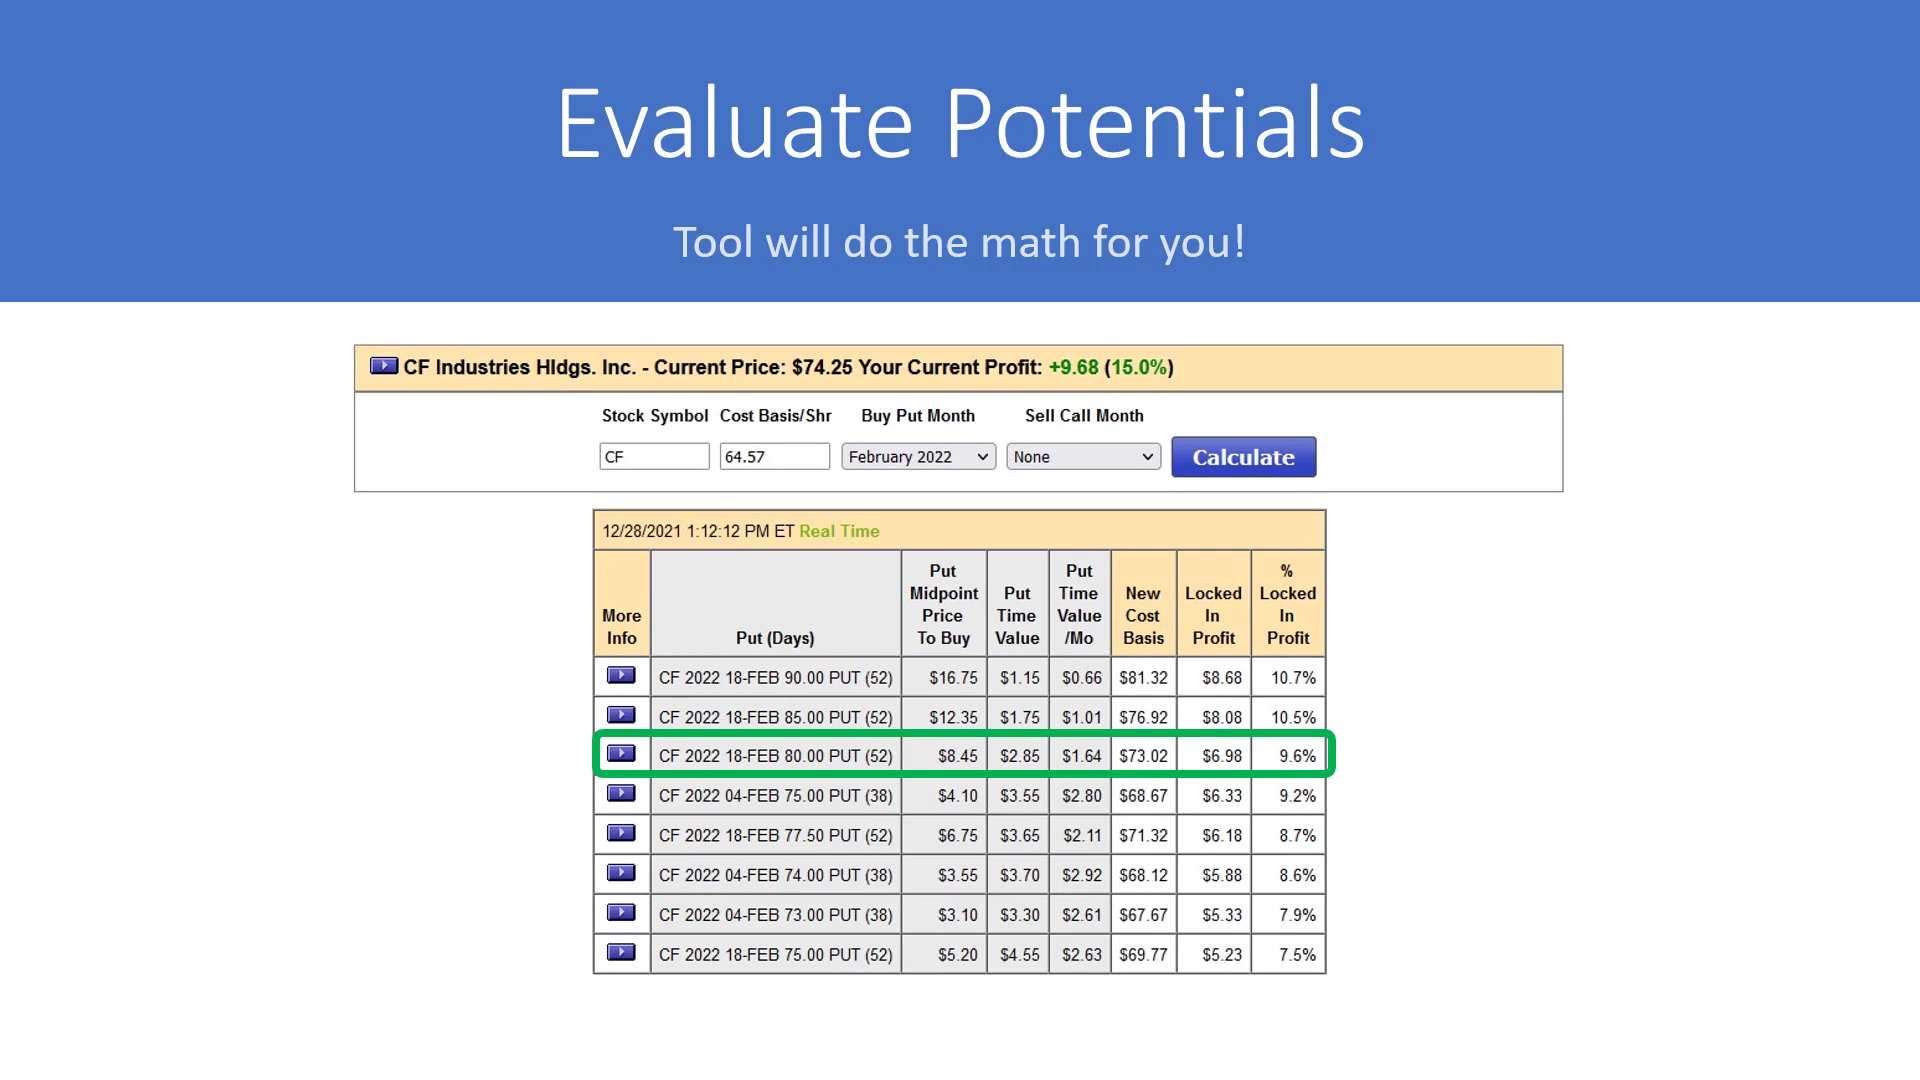 Evaluate Potentials
Tool will do the math for you!
CF Industries Hldgs. Inc. - Current Price: $74.25 Your Current Profit: +9.68 (15.0%)
Stock Symbol Cost Basis/Shr Buy Put Month Sell Call Month
CF 64.57 February 2022 None Calculate
12/28/2021 1:12:12 PM ET Real Time
More Info Put (Days) Put Midpoint Price To Buy Put Time Value Put Time Value /Mo New Cost Basis Locked In Profit % Locked In Profit
CF 2022 18-FEB 90.00 PUT (52) $16.75 $1.15 $0.66 $81.32 $8.68 10.7%
CF 2022 18-FEB 85.00 PUT (52) $12.35 $1.75 $1.01 $76.92 $8.08 10.5%
CF 2022 18-FEB 80.00 PUT (52) $8.45 $2.85 $1.64 $73.02 $6.98 9.6%
CF 2022 04-FEB 75.00 PUT (38) $4.10 $3.55 $2.80 $68.67 $6.33 9.2%
CF 2022 18-FEB 77.50 PUT (52) $6.75 $3.65 $2.11 $71.32 $6.18 8.7%
CF 2022 04-FEB 74.00 PUT (38) $3.55 $3.70 $2.92 $68.12 $5.88 8.6%
CF 2022 04-FEB 73.00 PUT (38) $3.10 $3.30 $2.61 $67.67 $5.33 7.9%
CF 2022 18-FEB 75.00 PUT (52) $5.20 $4.55 $2.63 $69.77 $5.23 7.5%